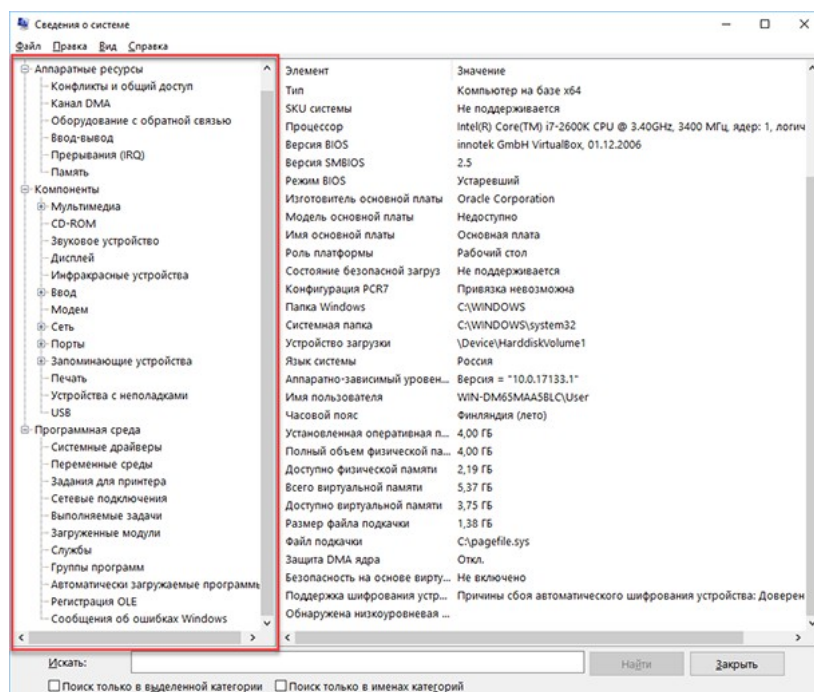 Сведения о системе
Файл Правка Вид Справка
Аппаратные ресурсы
Конфликты и общий доступ
Канал DMA
Оборудование с обратной связью
Ввод-вывод
Прерывания (IRQ)
Память
Компоненты
Мультимедиа
CD-ROM
Звуковое устройство
Дисплей
Инфракрасные устройства
Ввод
Модем
Сеть
Порты
Запоминающие устройства
Печать
Устройства с неполадками
USB
Программная среда
Системные драйверы
Переменные среды
Задания для принтера
Сетевые подключения
Выполняемые задачи
Загруженные модули
Службы
Группы программ
Автоматически загружаемые программь
Регистрация OLE
Сообщения об ошибках Windows
Элемент Значение
Тип Компьютер на базе x64
SKU системы Не поддерживается
Процессор Intel(R) Core(TM) i7-2600K CPU @ 3.40GHz, 3400 МГц, ядер: 1, логич
Версия BIOS innotek GmbH VirtualBox, 01.12.2006
Версия SMBIOS 2.5
Режим BIOS Устаревший
Изготовитель основной платы Oracle Corporation
Модель основной платы Недоступно
Имя основной платы Основная плата
Роль платформы Рабочий стол
Состояние безопасной загруз Не поддерживается
Конфигурация PCR7 Привязка невозможна
Папка Windows C:\WINDOWS
Системная папка C:\WINDOWS\system32
Устройство загрузки \Device\HarddiskVolume1
Язык системы Россия
Аппаратно-зависимый уровен... Версия = "10.0.17133.1"
Имя пользователя WIN-DM65MAA5BLC\User
Часовой пояс Финляндия (лето)
Установленная оперативная п... 4,00 ГБ
Полный объем физической па... 4,00 ГБ
Доступно физической памяти 2,19 ГБ
Всего виртуальной памяти 5,37 ГБ
Доступно виртуальной памяти 3,75 ГБ
Размер файла подкачки 1,38 ГБ
Файл подкачки C:\pagefile.sys
Защита DMA ядра Откл.
Безопасность на основе вирту... Не включено
Поддержка шифрования устр... Причины сбоя автоматического шифрования устройства: Доверен
Обнаружена низкоуровневая ...
Искать: Найти Закрыть
Поиск только в выделенной категории Поиск только в именах категорий